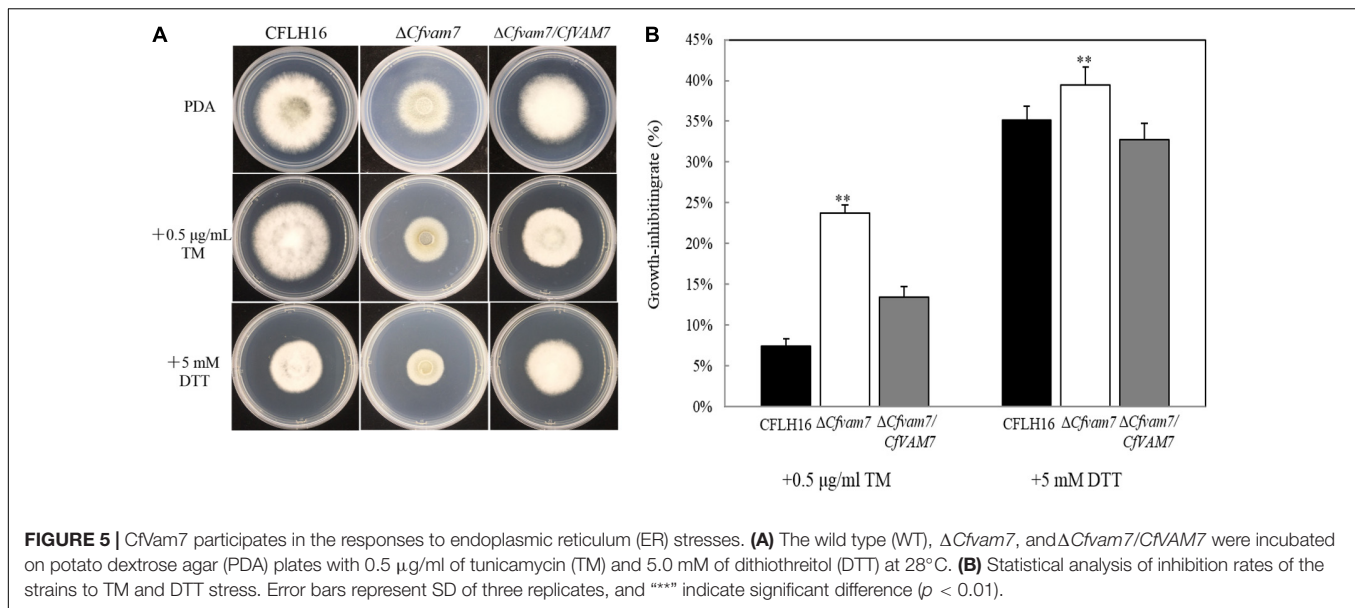 A
CFLH16 ΔCfvam7 ΔCfvam7/CfVAM7
PDA
+0.5 μg/mL
TM
+5 mM
DTT
B
45%
40%
35%
30%
25%
20%
15%
10%
5%
0%
Growth-inhibitingrate (%)
** **
CFLH16 ΔCfvam7 ΔCfvam7/ CFLH16 ΔCfvam7 ΔCfvam7/
CfVAM7 CfVAM7
+0.5 μg/ml TM +5 mM DTT
FIGURE 5 | CfVam7 participates in the responses to endoplasmic reticulum (ER) stresses. (A) The wild type (WT), ΔCfvam7, andΔCfvam7/CfVAM7 were incubated
on potato dextrose agar (PDA) plates with 0.5 μg/ml of tunicamycin (TM) and 5.0 mM of dithiothreitol (DTT) at 28°C. (B) Statistical analysis of inhibition rates of the
strains to TM and DTT stress. Error bars represent SD of three replicates, and “**” indicate significant difference (p < 0.01).